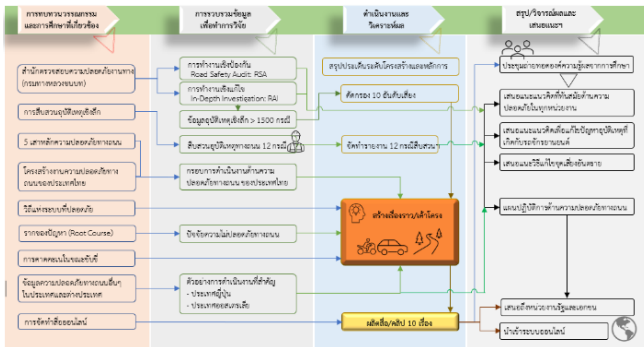 การทบทวนวรรณกรรม
และการศึกษาที่เกี่ยวข้อง
สำนักตรวจสอบความปลอดภัยงานทาง
(กรมทางหลวงชนบท)
การสืบสวนอุบัติเหตุเชิงลึก
5 เสาหลักความปลอดภัยทางถนน
โครงสร้างงานความปลอดภัยทาง
ถนนของประเทศไทย
วิถีแห่งระบบที่ปลอดภัย
รากของปัญหา (Root Course)
การคาดคะเนในขณะขับขี่
ข้อมูลความปลอดภัยทางถนนอื่นๆ
ในประเทศและต่างประเทศ
การจัดทำสื่อออนไลน์
การรวบรวมข้อมูล
เพื่อทำการวิจัย
การทำงานเชิงป้องกัน
Road Safety Audit: RSA
การทำงานเชิงแก้ไข
In-Depth Investigation: RAI
ข้อมูลอุบัติเหตุเชิงลึก > 1300 กรณี
สืบสวนอุบัติเหตุทางถนน 12 กรณี
กรอบการดำเนินงานด้านความ
ปลอดภัยทางถนน ของประเทศไทย
ปัจจัยความไม่ปลอดภัยทางถนน
ตัวอย่างการดำเนินงานที่สำคัญ
- ประเทศญี่ปุ่น
- ประเทศออสเตรเลีย
ดำเนินงานและ
วิเคราะห์ผล
สรุปประเด็นระดับโครงสร้างและหลักการ
คัดกรอง 10 อันดับเสี่ยง
จัดทำรายงาน 12 กรณีสืบสวนฯ
สร้างเรื่องราว/เค้าโครง
ผลิตสื่อ/คลิป 10 เรื่อง
สรุป/วิจารณ์ผลและ
เสนอแนะฯ
ประชุมถ่ายทอดองค์ความรู้ผลจากการศึกษา
เสนอแนะแนวคิดที่ทันสมัยด้านความ
ปลอดภัยในทุกหน่วยงาน
เสนอแนะแนวคิดเพื่อแก้ไขปัญหาอุบัติเหตุที่
เกิดกับรถจักรยานยนต์
เสนอแนะวิธีแก้ไขจุดเสี่ยงอันตราย
แผนปฏิบัติการด้านความปลอดภัยทางถนน
เสนอถึงหน่วยงานรัฐและเอกชน
นำเข้าระบบออนไลน์